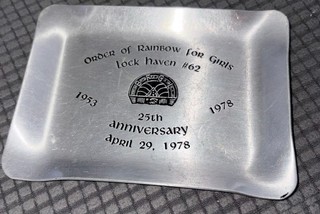 Order of Rainbow for Girls
Lock Haven #62
1953
1978
25th
Anniversary
April 29, 1978